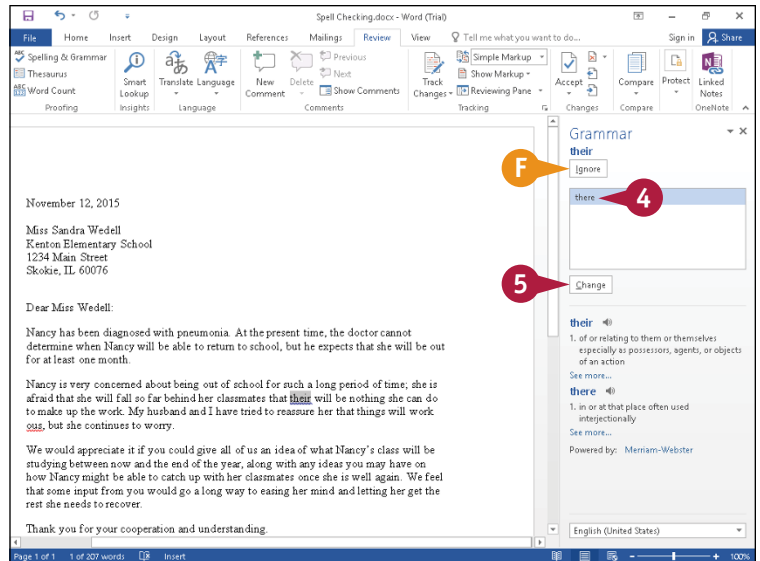 Spell Checking.docx - Word (Trial)
File Home Insert Design Layout References Mailings Review View Tell me what you want to do... Sign in Share
ABC Spelling & Grammar
Thesaurus
ABC 123 Word Count
Proofing
Smart Lookup
Insights
Translate Language
Language
New Comment
Delete
Previous
Next
Show Comments
Comments
Track Changes
Simple Markup
Show Markup
Reviewing Pane
Tracking
Accept
Changes
Compare
Compare
Protect
Linked Notes
OneNote
November 12, 2015
Miss Sandra Wedell
Kenton Elementary School
1234 Main Street
Skokie, IL 60076
Dear Miss Wedell:
Nancy has been diagnosed with pneumonia. At the present time, the doctor cannot
determine when Nancy will be able to return to school, but he expects that she will be out
for at least one month.
Nancy is very concerned about being out of school for such a long period of time; she is
afraid that she will fall so far behind her classmates that their will be nothing she can do
to make up the work. My husband and I have tried to reassure her that things will work
ous, but she continues to worry.
We would appreciate it if you could give all of us an idea of what Nancy's class will be
studying between now and the end of the year, along with any ideas you may have on
how Nancy might be able to catch up with her classmates once she is well again. We feel
that some input from you would go a long way to easing her mind and letting her get the
rest she needs to recover.
Thank you for your cooperation and understanding.
Grammar
their
Ignore
F
there
4
Change
5
their
1. of or relating to them or themselves
especially as possessors, agents, or objects
of an action
See more...
there
1. in or at that place often used
interjectionally
See more...
Powered by: Merriam-Webster
English (United States)
Page 1 of 1 1 of 207 words Insert 100%